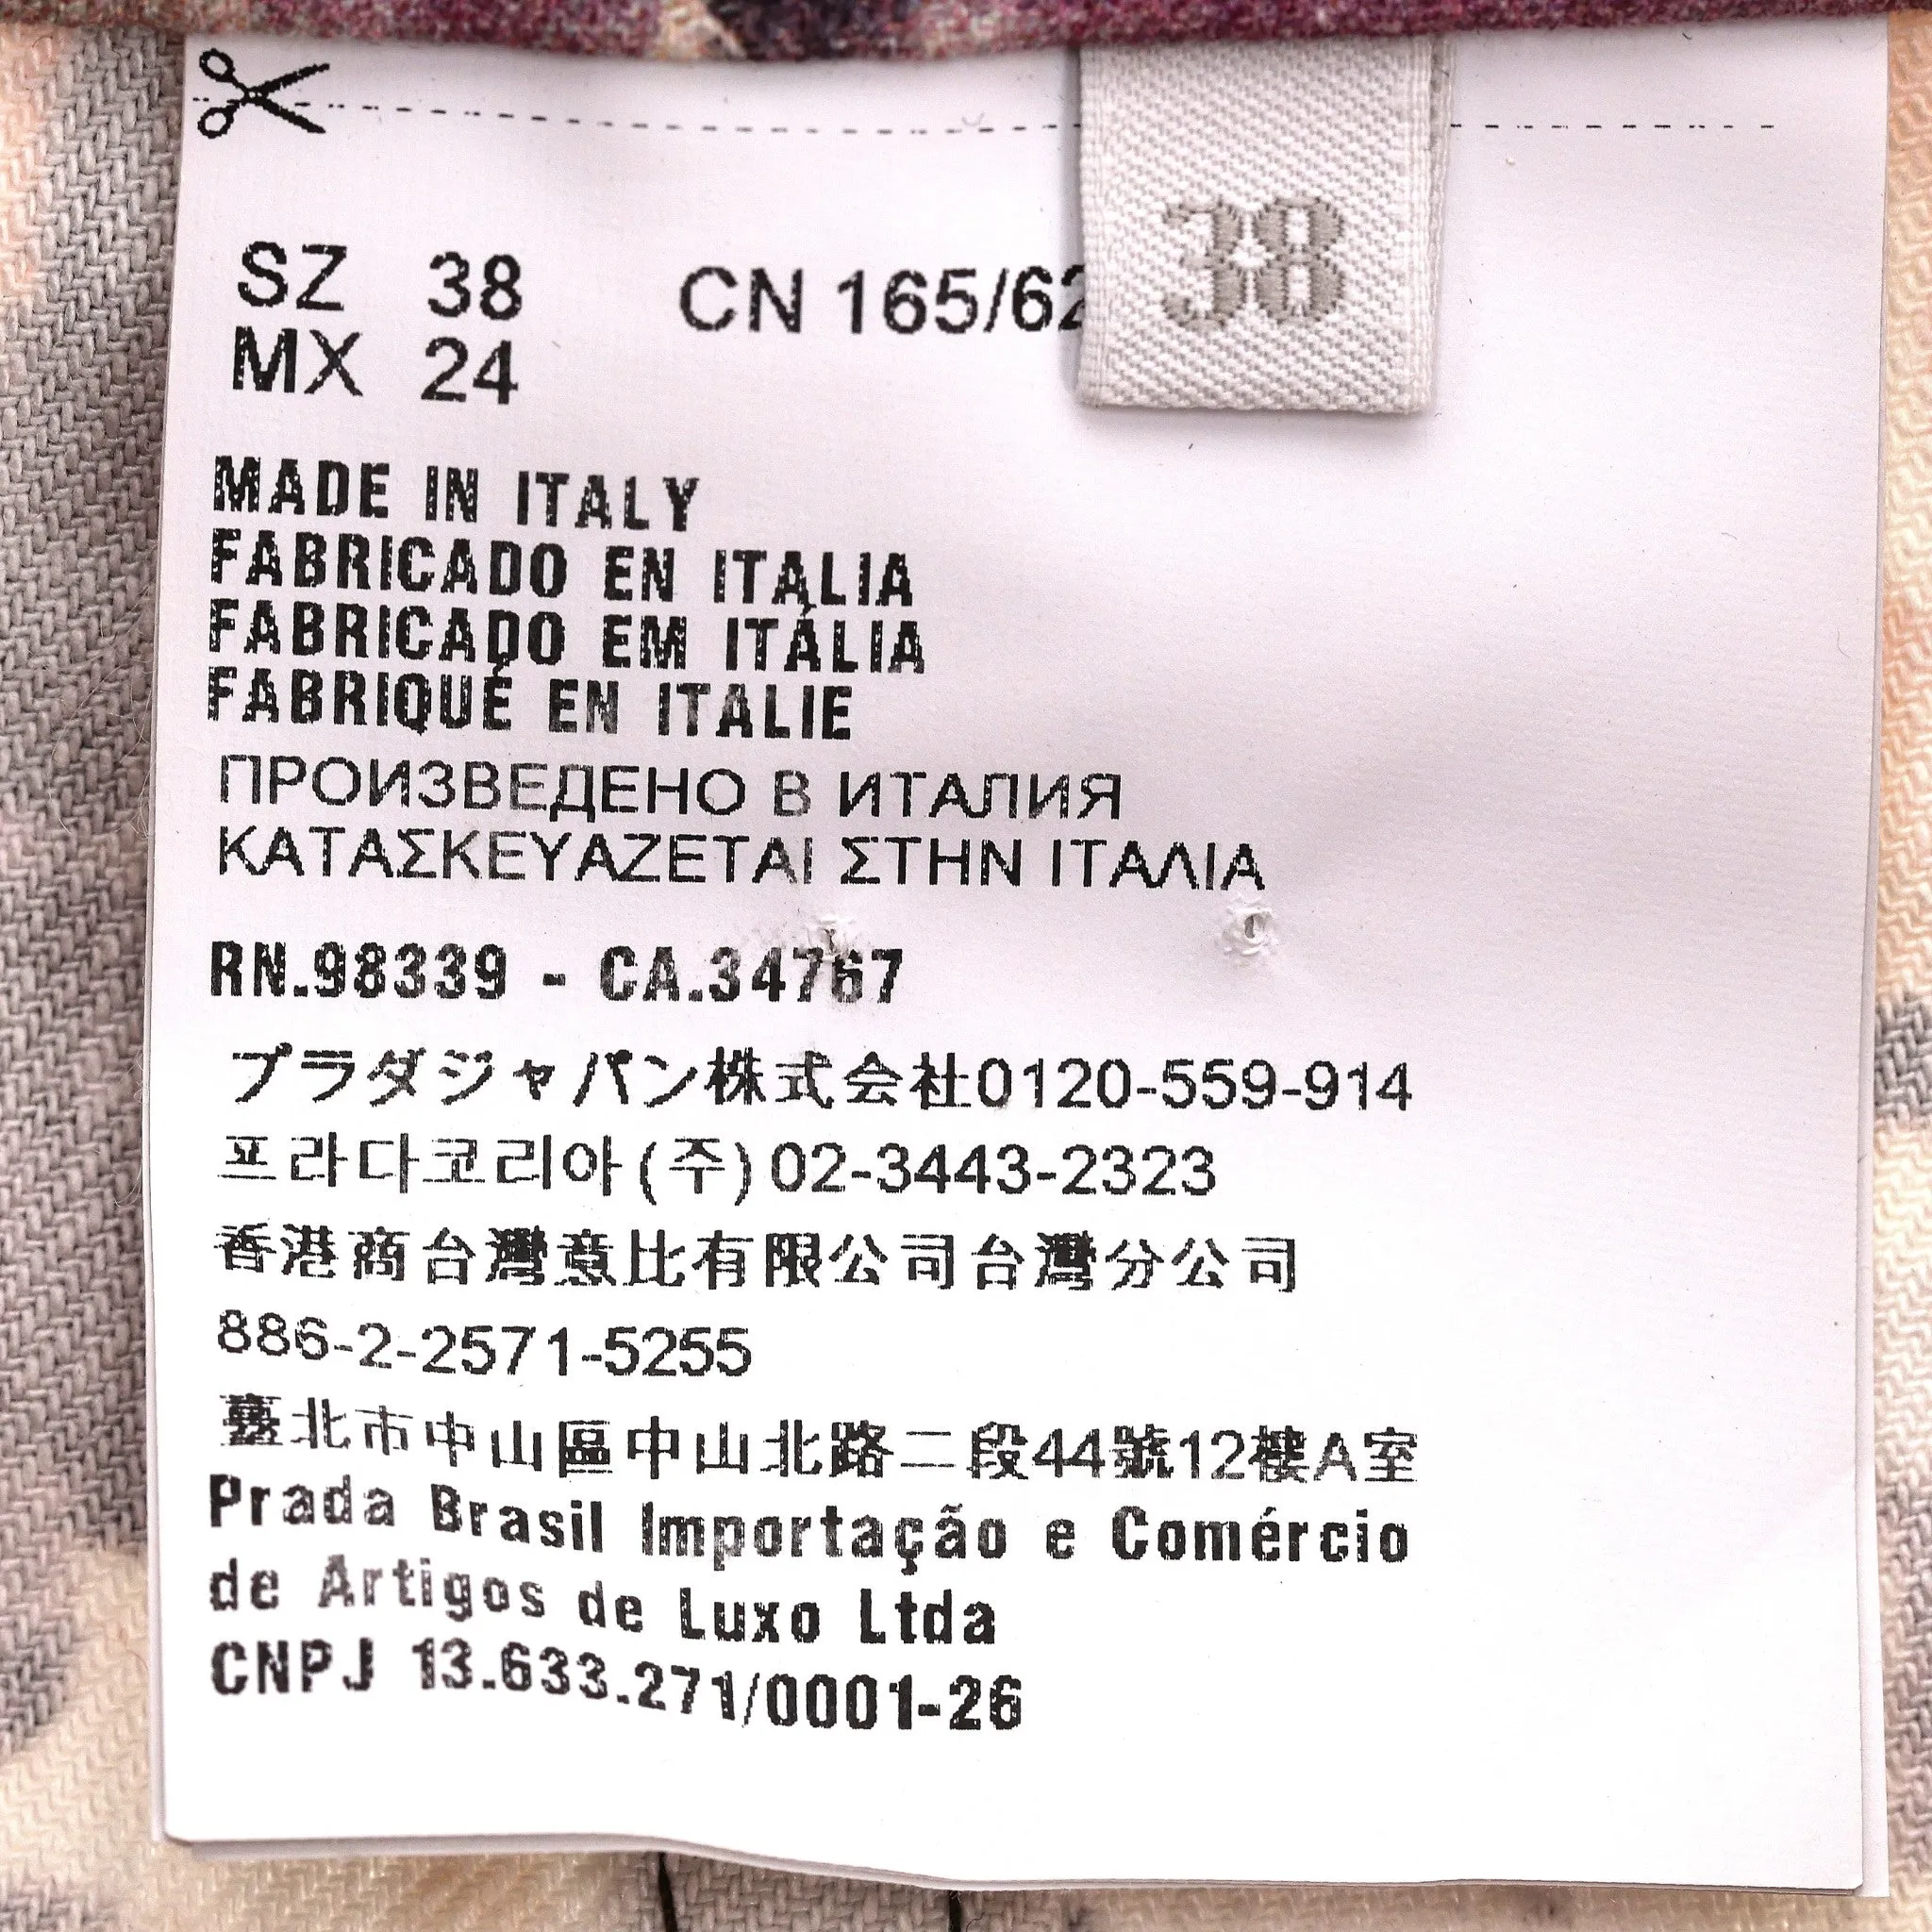 SZ 38 CN 165/62
38
MX 24
MADE IN ITALY
FABRICADO EN ITALIA
FABRICADO EM ITÁLIA
FABRIQUÉ EN ITALIE
ПРОИЗВЕДЕНО В ИТАЛИЯ
ΚΑΤΑΣΚΕΥΑΖΕΤΑΙ ΣΤΗΝ ΙΤΑΛΙΑ
RN.98339 - CA.34767
プラダジャパン株式会社0120-559-914
프라다코리아(주)02-3443-2323
香港商台灣意比有限公司台灣分公司
886-2-2571-5255
臺北市中山區中山北路二段44號12樓A室
Prada Brasil Importação e Comércio
de Artigos de Luxo Ltda
CNPJ 13.633.271/0001-26